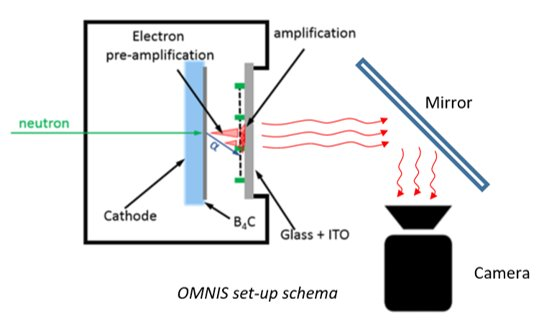 Electron
pre-amplification
amplification
neutron
Mirror
α
Cathode
B₄C
Glass + ITO
Camera
OMNIS set-up schema